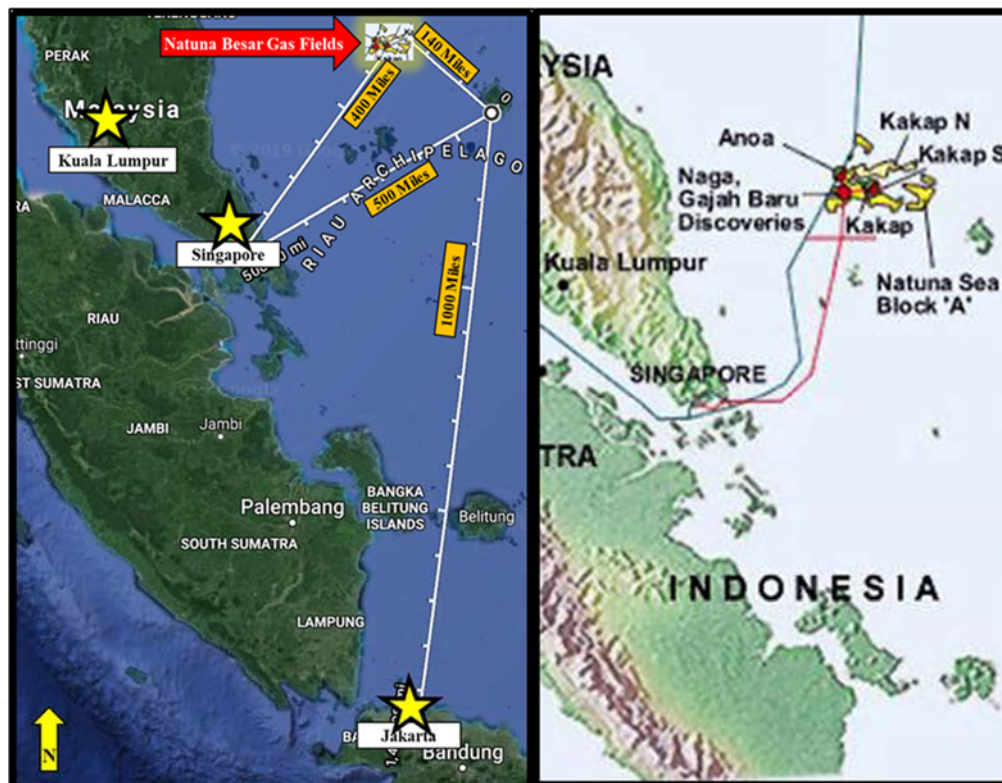 TERENGGANU
Natuna Besar Gas Fields
140 Miles
PERAK
400 Miles
Malaysia
Kuala Lumpur
MALACCA
RIAU ARCHIPELAGO
500 Miles
Singapore
1000 Miles
RIAU
ttinggi
ST SUMATRA
JAMBI
Jambi
Palembang
BANGKA
BELITUNG
ISLANDS
Belitung
SOUTH SUMATRA
LAMPUNG
Jakarta
Bandung
N
YSIA
Anoa
Kakap N
Kakap S
Naga,
Gajah Baru
Discoveries
Kakap
Kuala Lumpur
Natuna Sea
Block 'A'
SINGAPORE
TRA
INDONESIA